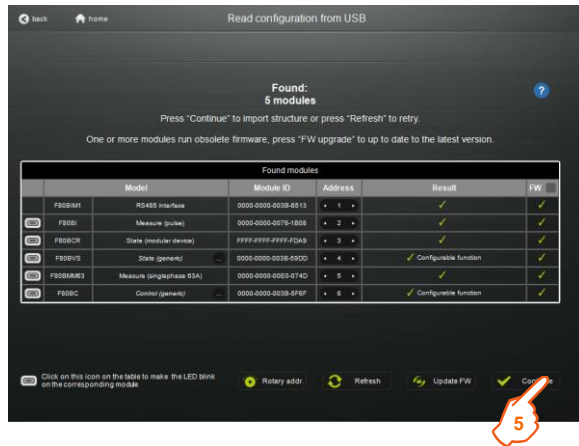 back home Read configuration from USB
Found:
5 modules
?
Press "Continue" to import structure or press "Refresh" to retry.
One or more modules run obsolete firmware, press "FW upgrade" to up to date to the latest version.
Found modules
Model Module ID Address Result FW
F80BIM1 RS485 interface 0000-0000-003B-6513 1
F80BI Measure (pulse) 0000-0000-0076-1B08 2
F80BCR State (modular device) FFFF-FFFF-FFFF-FDA9 3
F80BVS State (generic) ... 0000-0000-003B-59DD 4 Configurable function
F80BMM63 Measure (singlephase 63A) 0000-0000-00E0-074D 5
F80BC Control (generic) ... 0000-0000-003B-5F6F 6 Configurable function
Click on this icon on the table to make the LED blink
on the corresponding module
Rotary addr. Refresh Update FW
5